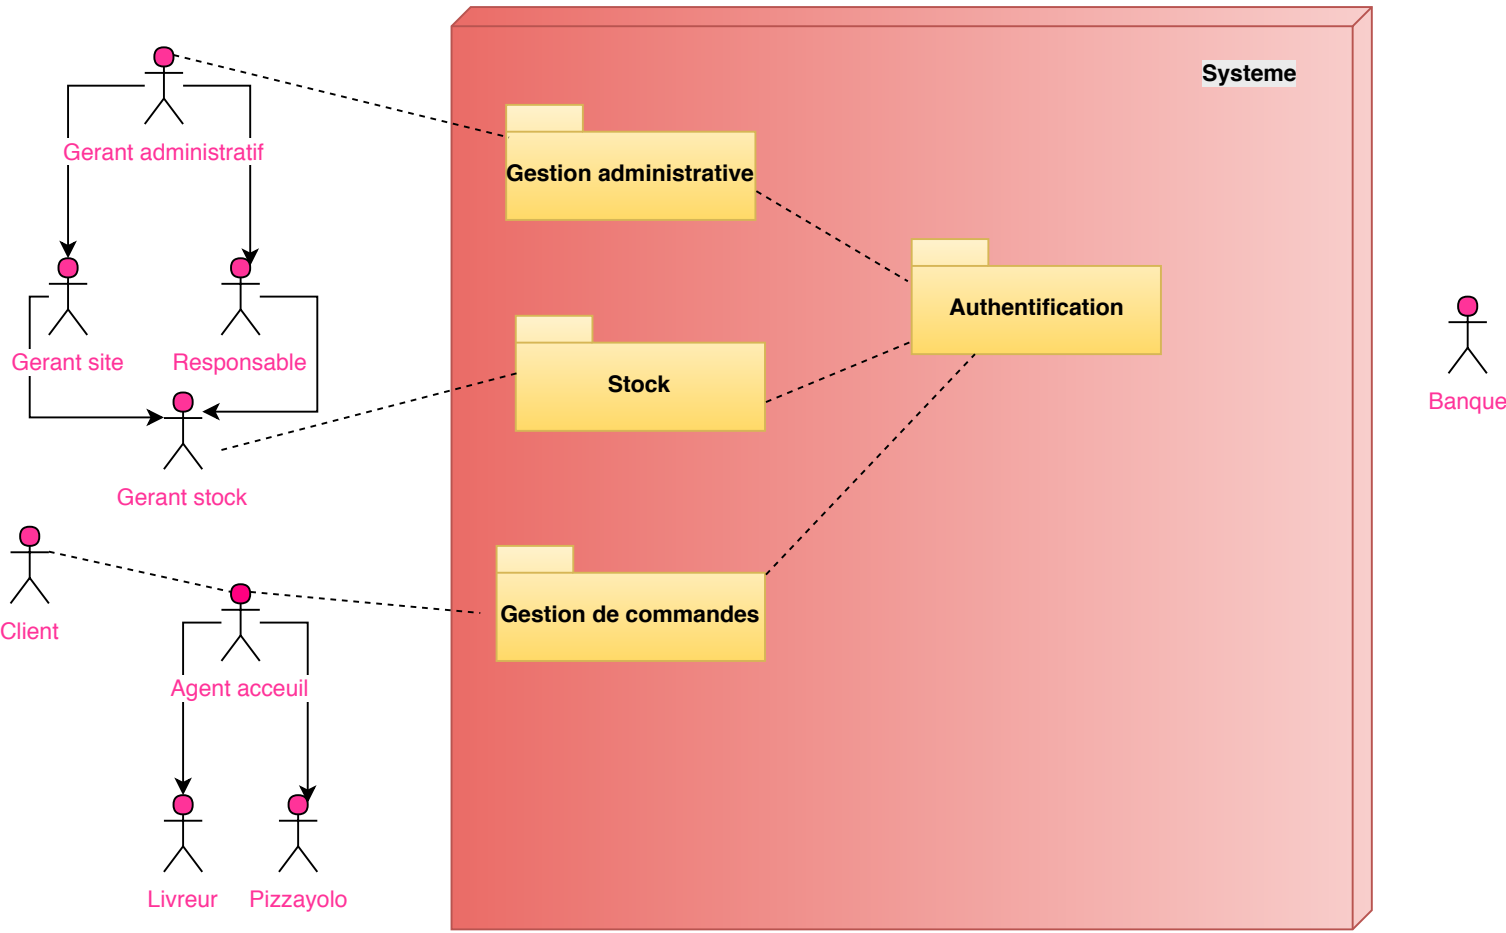 Systeme
Gerant administratif
Gestion administrative
Authentification
Gerant site
Responsable
Stock
Banque
Gerant stock
Client
Gestion de commandes
Agent acceuil
Livreur
Pizzayolo